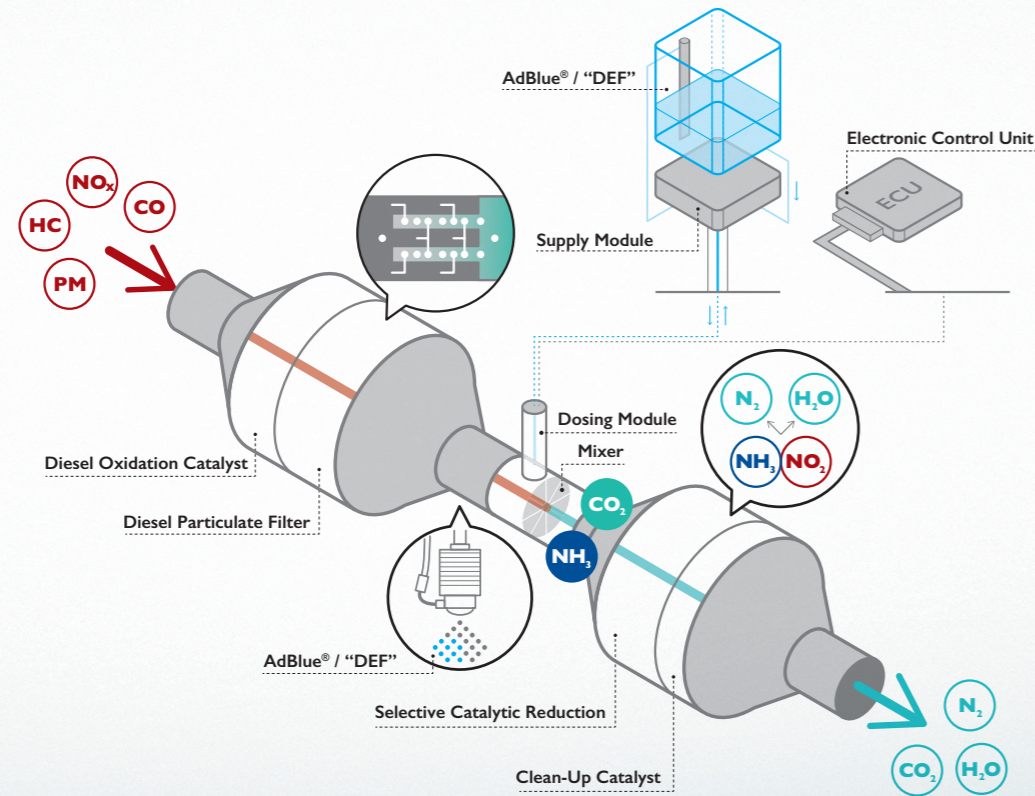 AdBlue® / “DEF”
Electronic Control Unit
ECU
NOₓ
CO
HC
PM
Supply Module
Dosing Module
Mixer
N₂
H₂O
NH₃
NO₂
Diesel Oxidation Catalyst
Diesel Particulate Filter
CO₂
NH₃
AdBlue® / “DEF”
Selective Catalytic Reduction
Clean-Up Catalyst
N₂
CO₂
H₂O